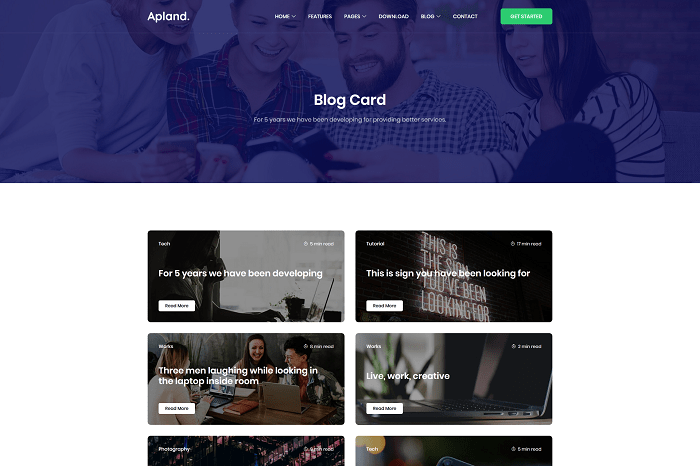 Apland.
HOME FEATURES PAGES DOWNLOAD BLOG CONTACT GET STARTED
Blog Card
For 5 years we have been developing for providing better services.
Tech 5 min read
For 5 years we have been developing
Read More
Tutorial 17 min read
THIS IS
THE SIGN
YOU'VE BEEN
LOOKING FOR
This is sign you have been looking for
Read More
Works 8 min read
Three men laughing while looking in
the laptop inside room
Read More
Works 2 min read
Live, work, creative
Read More
Photography 9 min read
Tech 5 min read